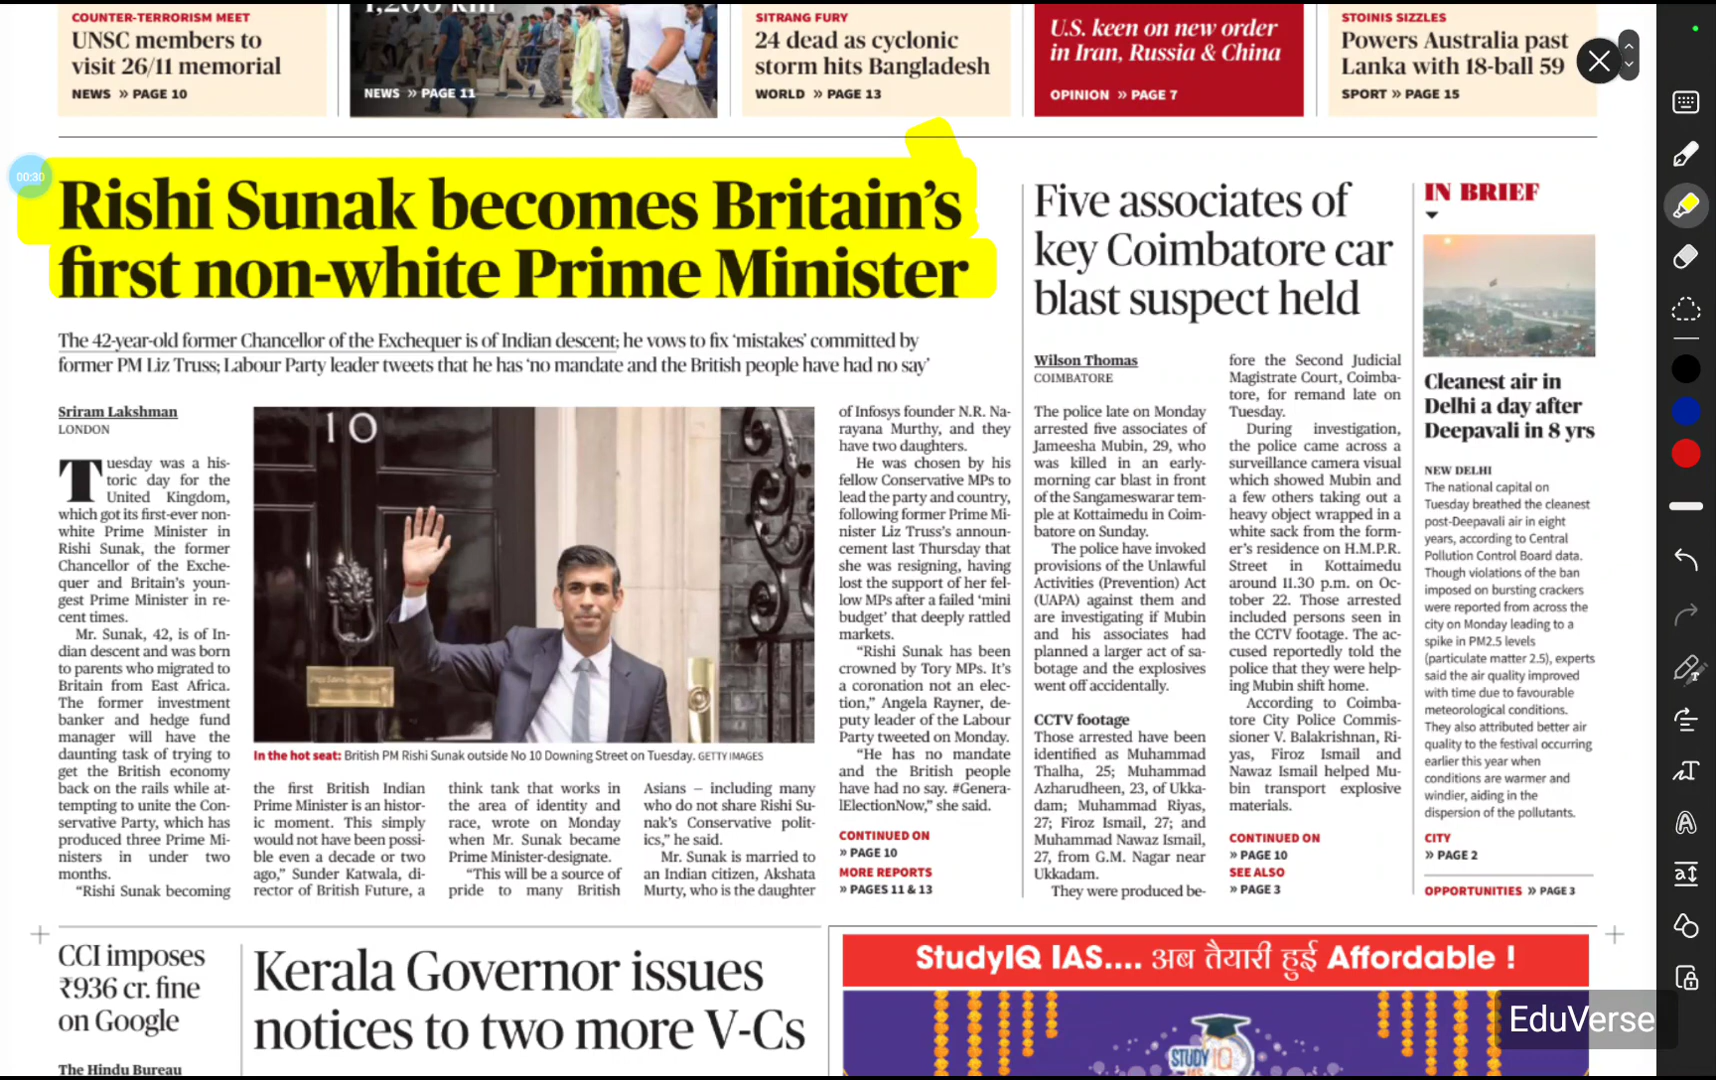 1,200 km
COUNTER-TERRORISM MEET
UNSC members to
visit 26/11 memorial
NEWS » PAGE 10
NEWS » PAGE 11
SITRANG FURY
24 dead as cyclonic
storm hits Bangladesh
WORLD » PAGE 13
U.S. keen on new order
in Iran, Russia & China
OPINION » PAGE 7
STOINIS SIZZLES
Powers Australia past
Lanka with 18-ball 59
SPORT » PAGE 15
00:30
Rishi Sunak becomes Britain's
first non-white Prime Minister
The 42-year-old former Chancellor of the Exchequer is of Indian descent; he vows to fix 'mistakes' committed by
former PM Liz Truss; Labour Party leader tweets that he has 'no mandate and the British people have had no say'
Sriram Lakshman
LONDON
Tuesday was a his-
toric day for the
United Kingdom,
which got its first-ever non-
white Prime Minister in
Rishi Sunak, the former
Chancellor of the Exche-
quer and Britain's youn-
gest Prime Minister in re-
cent times.
Mr. Sunak, 42, is of In-
dian descent and was born
to parents who migrated to
Britain from East Africa.
The former investment
banker and hedge fund
manager will have the
daunting task of trying to
get the British economy
back on the rails while at-
tempting to unite the Con-
servative Party, which has
produced three Prime Mi-
nisters in under two
months.
"Rishi Sunak becoming
10
In the hot seat: British PM Rishi Sunak outside No 10 Downing Street on Tuesday. GETTY IMAGES
the first British Indian
Prime Minister is an histor-
ic moment. This simply
would not have been possi-
ble even a decade or two
ago," Sunder Katwala, di-
rector of British Future, a
think tank that works in
the area of identity and
race, wrote on Monday
when Mr. Sunak became
Prime Minister-designate.
"This will be a source of
pride to many British
Asians – including many
who do not share Rishi Su-
nak's Conservative polit-
ics," he said.
Mr. Sunak is married to
an Indian citizen, Akshata
Murty, who is the daughter
of Infosys founder N.R. Na-
rayana Murthy, and they
have two daughters.
He was chosen by his
fellow Conservative MPs to
lead the party and country,
following former Prime Mi-
nister Liz Truss's announ-
cement last Thursday that
she was resigning, having
lost the support of her fel-
low MPs after a failed 'mini
budget' that deeply rattled
markets.
"Rishi Sunak has been
crowned by Tory MPs. It's
a coronation not an elec-
tion," Angela Rayner, de-
puty leader of the Labour
Party tweeted on Monday.
"He has no mandate
and the British people
have had no say. #Genera-
lElectionNow," she said.
CONTINUED ON
» PAGE 10
MORE REPORTS
» PAGES 11 & 13
Five associates of
key Coimbatore car
blast suspect held
Wilson Thomas
COIMBATORE
The police late on Monday
arrested five associates of
Jameesha Mubin, 29, who
was killed in an early-
morning car blast in front
of the Sangameswarar tem-
ple at Kottaimedu in Coim-
batore on Sunday.
The police have invoked
provisions of the Unlawful
Activities (Prevention) Act
(UAPA) against them and
are investigating if Mubin
and his associates had
planned a larger act of sa-
botage and the explosives
went off accidentally.
CCTV footage
Those arrested have been
identified as Muhammad
Thalha, 25; Muhammad
Azharudheen, 23, of Ukka-
dam; Muhammad Riyas,
27; Firoz Ismail, 27; and
Muhammad Nawaz Ismail,
27, from G.M. Nagar near
Ukkadam.
They were produced be-
fore the Second Judicial
Magistrate Court, Coimba-
tore, for remand late on
Tuesday.
During investigation,
the police came across a
surveillance camera visual
which showed Mubin and
a few others taking out a
heavy object wrapped in a
white sack from the form-
er's residence on H.M.P.R.
Street in Kottaimedu
around 11.30 p.m. on Oc-
tober 22. Those arrested
included persons seen in
the CCTV footage. The ac-
cused reportedly told the
police that they were help-
ing Mubin shift home.
According to Coimba-
tore City Police Commis-
sioner V. Balakrishnan, Ri-
yas, Firoz Ismail and
Nawaz Ismail helped Mu-
bin transport explosive
materials.
CONTINUED ON
» PAGE 10
SEE ALSO
» PAGE 3
IN BRIEF
Cleanest air in
Delhi a day after
Deepavali in 8 yrs
NEW DELHI
The national capital on
Tuesday breathed the cleanest
post-Deepavali air in eight
years, according to Central
Pollution Control Board data.
Though violations of the ban
imposed on bursting crackers
were reported from across the
city on Monday leading to a
spike in PM2.5 levels
(particulate matter 2.5), experts
said the air quality improved
with time due to favourable
meteorological conditions.
They also attributed better air
quality to the festival occurring
earlier this year when
conditions are warmer and
windier, aiding in the
dispersion of the pollutants.
CITY
» PAGE 2
OPPORTUNITIES » PAGE 3
CCI imposes
₹936 cr. fine
on Google
The Hindu Bureau
Kerala Governor issues
notices to two more V-Cs
StudyIQ IAS.... अब तैयारी हुई Affordable !
STUDY IQ
IAS
EduVerse